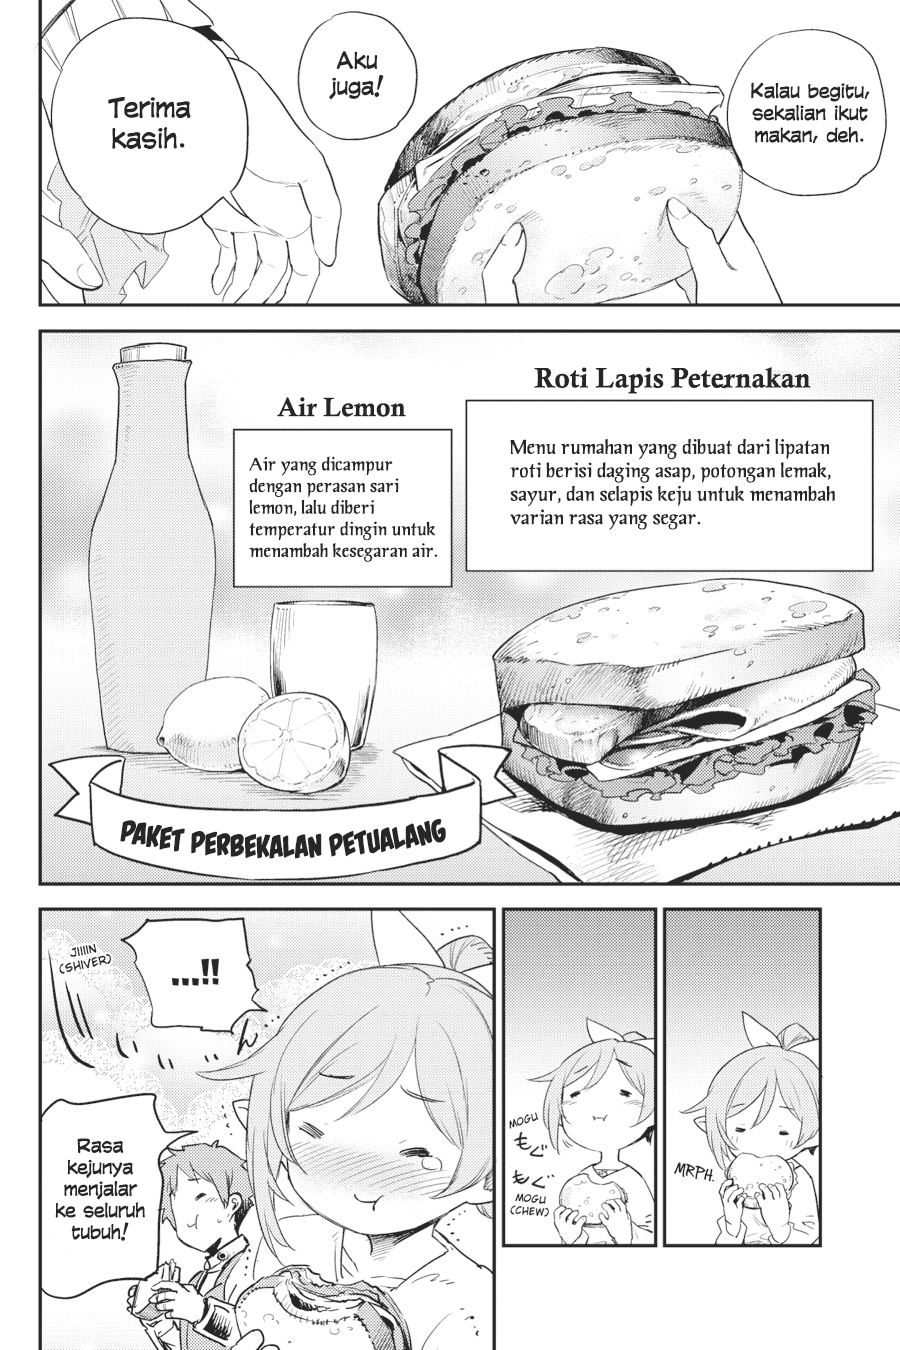 Kalau begitu,
sekalian ikut
makan, deh.
Aku
juga!
Terima
kasih.
Roti Lapis Peternakan
Menu rumahan yang dibuat dari lipatan
roti berisi daging asap, potongan lemak,
sayur, dan selapis keju untuk menambah
varian rasa yang segar.
Air Lemon
Air yang dicampur
dengan perasan sari
lemon, lalu diberi
temperatur dingin untuk
menambah kesegaran air.
PAKET PERBEKALAN PETUALANG
MRPH.
MOGU
もぐ
もぐ
MOGU
(CHEW)
...!!
JIIIIN
(SHIVER)
Rasa
kejunya
menjalar
ke seluruh
tubuh!